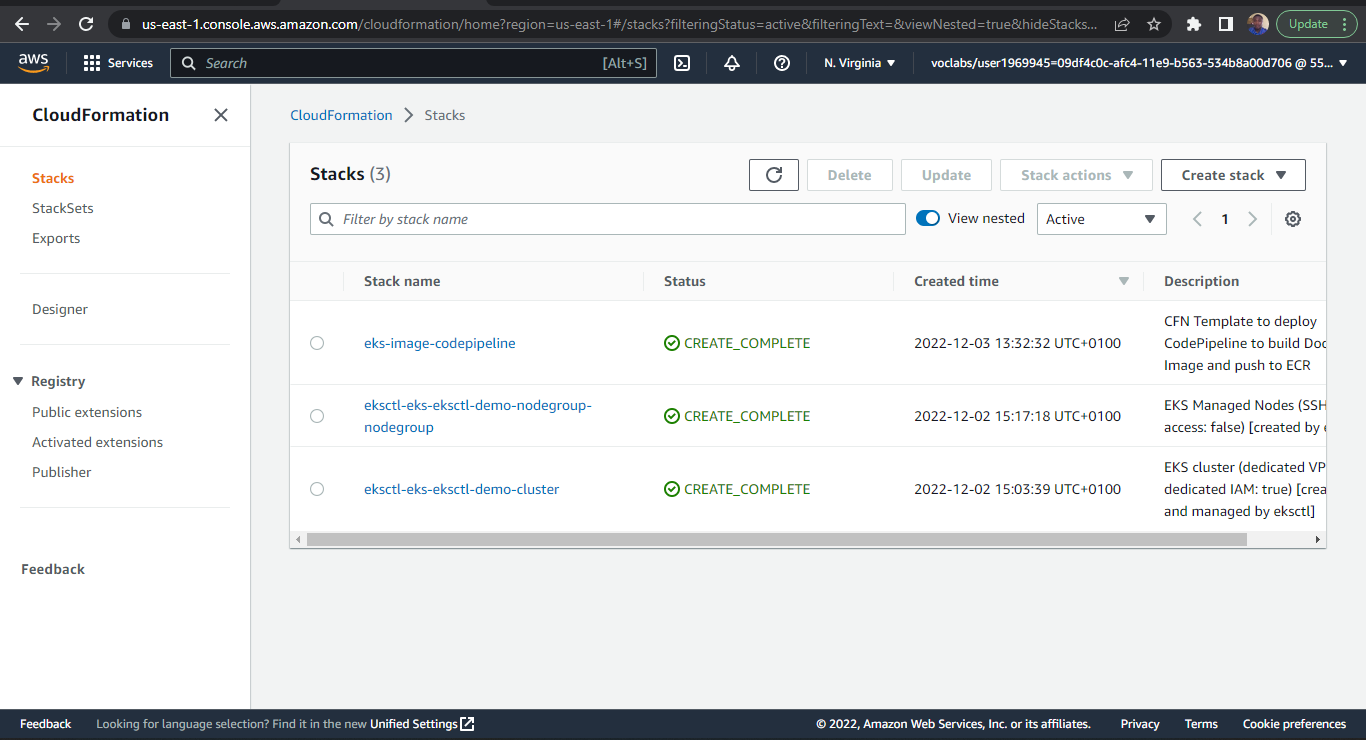 us-east-1.console.aws.amazon.com/cloudformation/home?region=us-east-1#/stacks?filteringStatus=active&filteringText=&viewNested=true&hideStacks...
Update
aws
Services
Search
[Alt+S]
N. Virginia
voclabs/user1969945=09df4c0c-afc4-11e9-b563-534b8a00d706 @ 55...
CloudFormation
Stacks
StackSets
Exports
Designer
Registry
Public extensions
Activated extensions
Publisher
Feedback
CloudFormation > Stacks
Stacks (3)
Delete
Update
Stack actions
Create stack
Filter by stack name
View nested
Active
1
Stack name
Status
Created time
Description
eks-image-codepipeline
CREATE_COMPLETE
2022-12-03 13:32:32 UTC+0100
CFN Template to deploy
CodePipeline to build Doc
Image and push to ECR
eksctl-eks-eksctl-demo-nodegroup-
nodegroup
CREATE_COMPLETE
2022-12-02 15:17:18 UTC+0100
EKS Managed Nodes (SSH
access: false) [created by e
eksctl-eks-eksctl-demo-cluster
CREATE_COMPLETE
2022-12-02 15:03:39 UTC+0100
EKS cluster (dedicated VP
dedicated IAM: true) [crea
and managed by eksctl]
Feedback
Looking for language selection? Find it in the new Unified Settings
© 2022, Amazon Web Services, Inc. or its affiliates.
Privacy
Terms
Cookie preferences